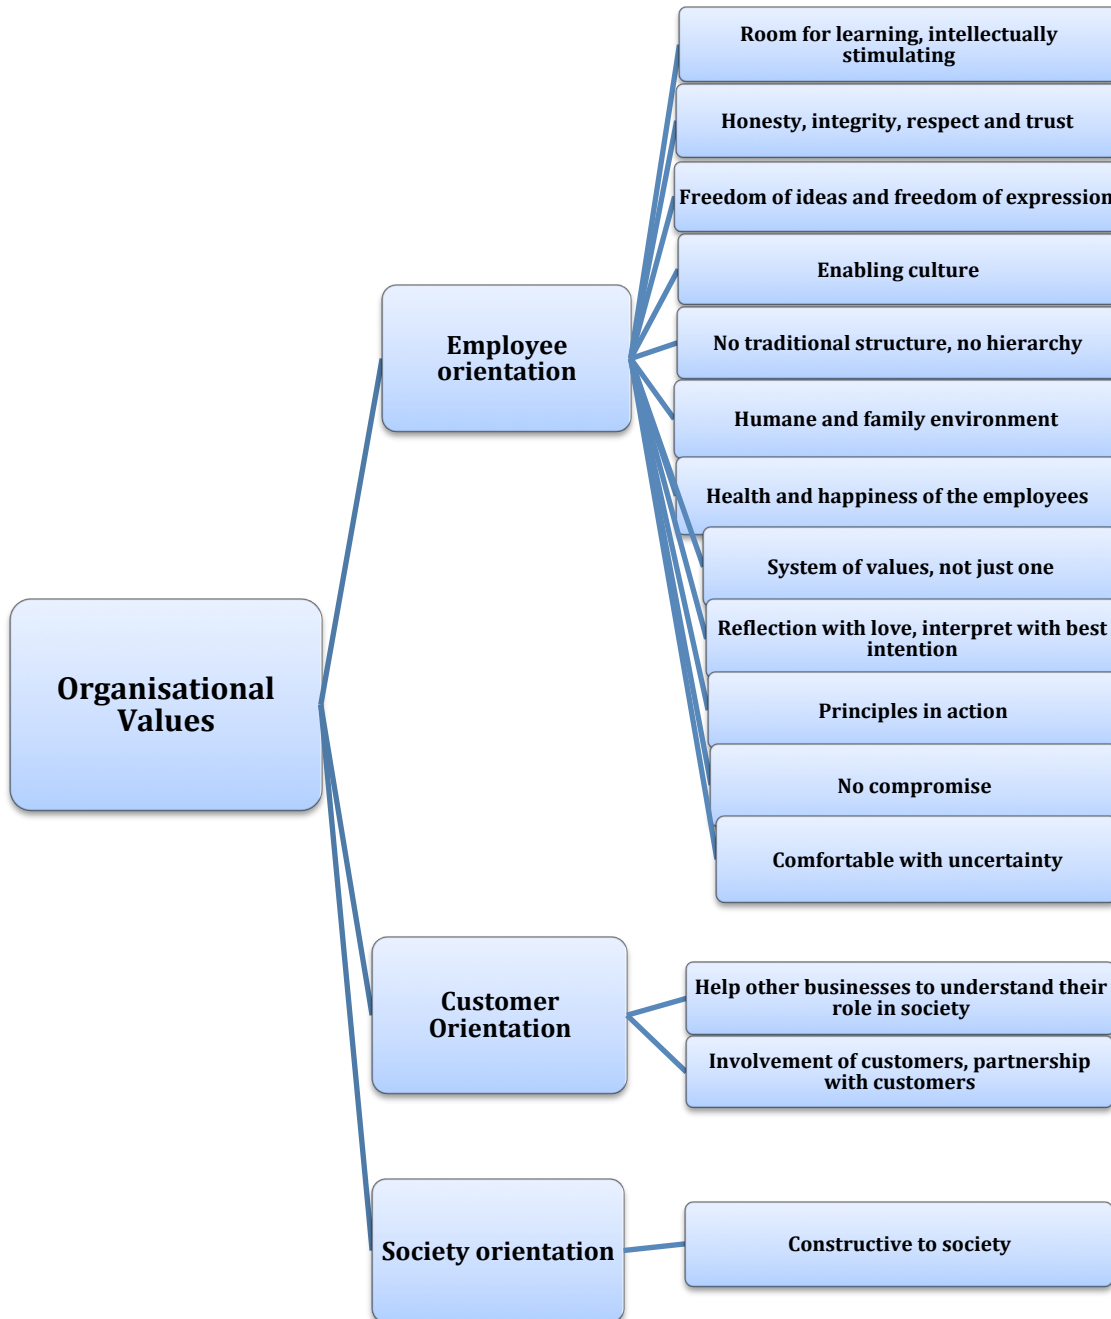 Room for learning, intellectually
stimulating
Honesty, integrity, respect and trust
Freedom of ideas and freedom of expression
Enabling culture
No traditional structure, no hierarchy
Humane and family environment
Health and happiness of the employees
System of values, not just one
Reflection with love, interpret with best
intention
Principles in action
No compromise
Comfortable with uncertainty
Employee
orientation
Organisational
Values
Customer
Orientation
Help other businesses to understand their
role in society
Involvement of customers, partnership
with customers
Society orientation
Constructive to society